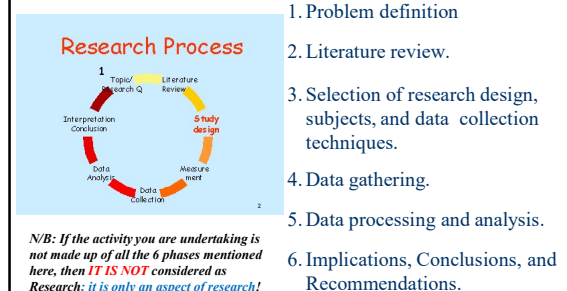 Research Process
1
Topic/
Research Q
Literature
Review
Study
design
Measure
ment
Data
Collection
Data
Analysis
Interpretation
Conclusion
2
N/B: If the activity you are undertaking is
not made up of all the 6 phases mentioned
here, then IT IS NOT considered as
Research: it is only an aspect of research!
1. Problem definition
2. Literature review.
3. Selection of research design,
subjects, and data collection
techniques.
4. Data gathering.
5. Data processing and analysis.
6. Implications, Conclusions, and
Recommendations.